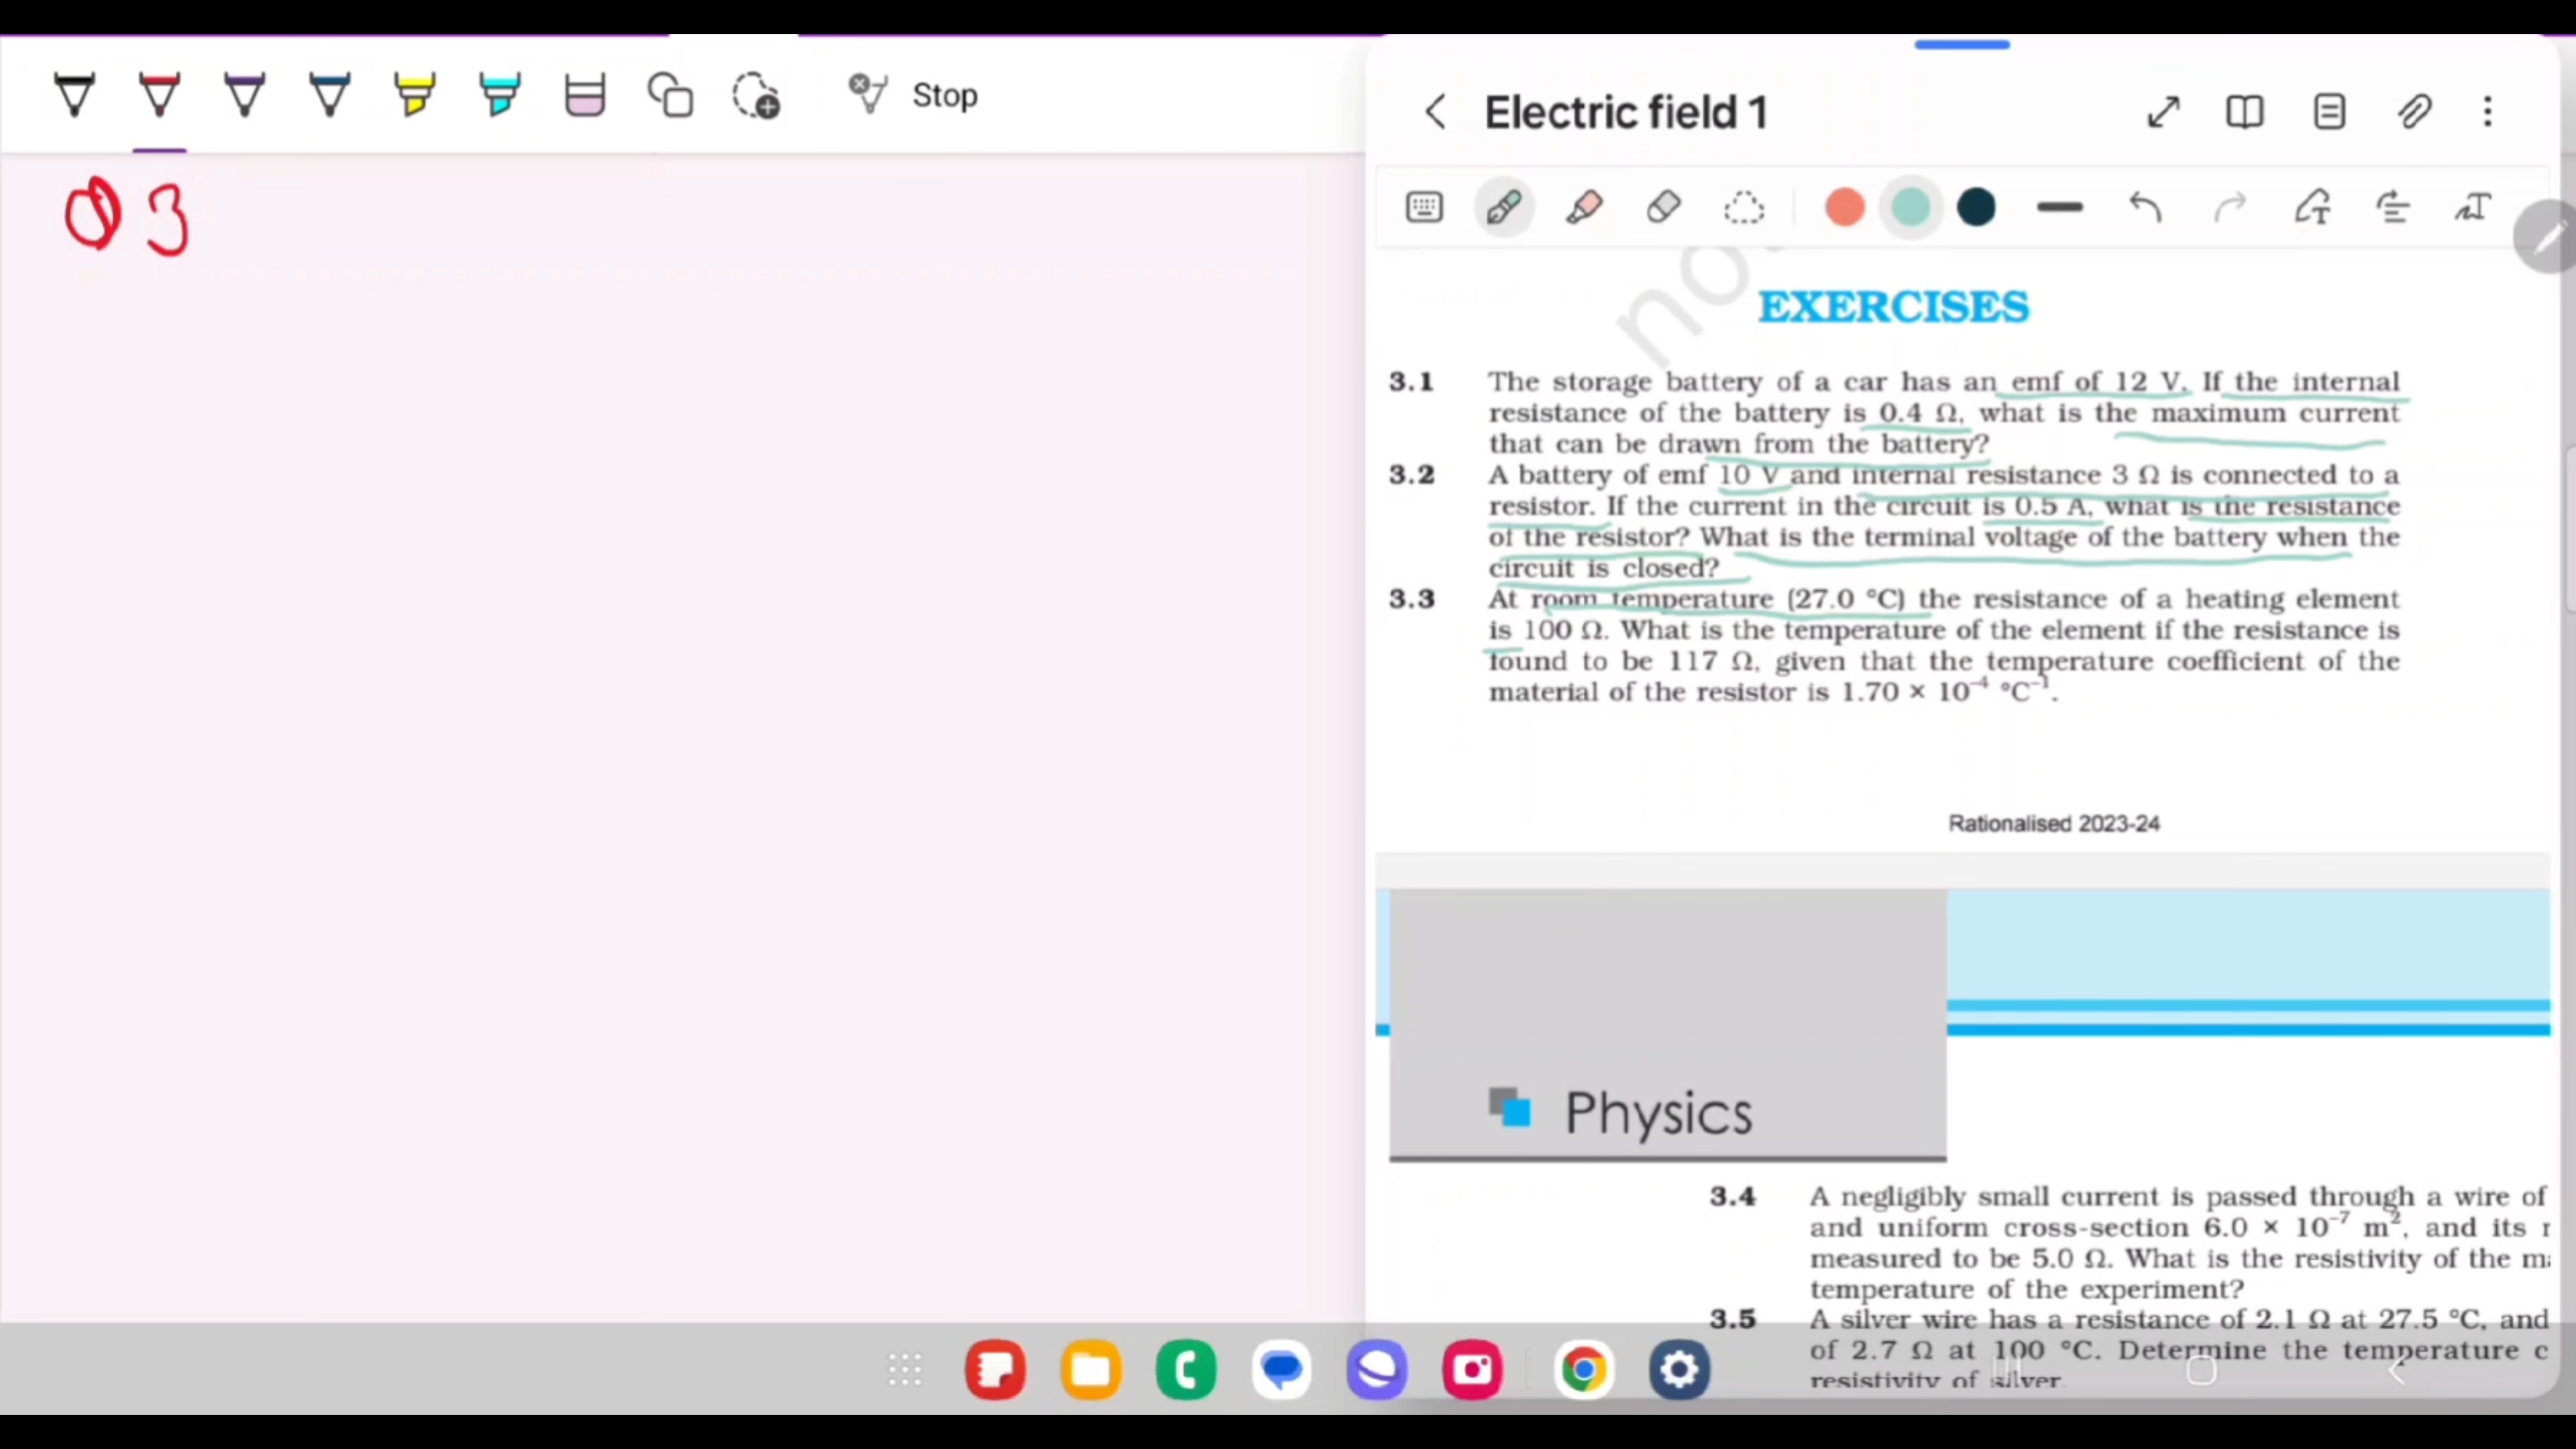 Stop
Q 3
Electric field 1
no
EXERCISES
3.1 The storage battery of a car has an emf of 12 V. If the internal
resistance of the battery is 0.4 Ω, what is the maximum current
that can be drawn from the battery?
3.2 A battery of emf 10 V and internal resistance 3 Ω is connected to a
resistor. If the current in the circuit is 0.5 A, what is the resistance
of the resistor? What is the terminal voltage of the battery when the
circuit is closed?
3.3 At room temperature (27.0 °C) the resistance of a heating element
is 100 Ω. What is the temperature of the element if the resistance is
found to be 117 Ω, given that the temperature coefficient of the
material of the resistor is 1.70 × 10⁻⁴ °C⁻¹.
Rationalised 2023-24
Physics
3.4 A negligibly small current is passed through a wire of
and uniform cross-section 6.0 × 10⁻⁷ m², and its
measured to be 5.0 Ω. What is the resistivity of the
temperature of the experiment?
3.5 A silver wire has a resistance of 2.1 Ω at 27.5 °C, and
of 2.7 Ω at 100 °C. Determine the temperature c
resistivity of silver.